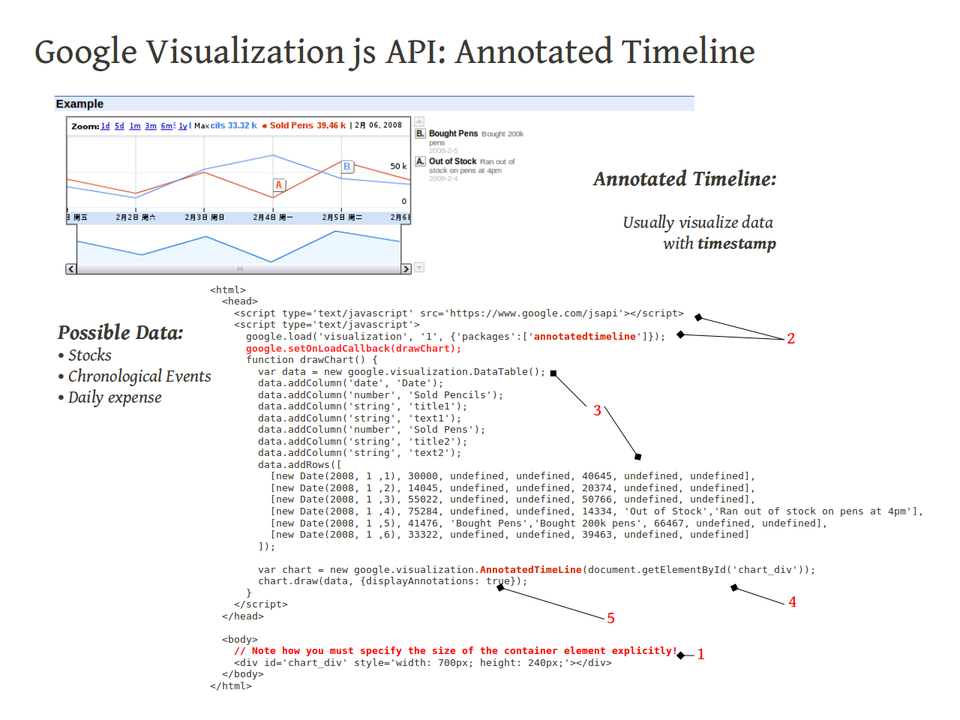 Google Visualization js API: Annotated Timeline
Example
Zoom: 1d 5d 1m 3m 6m 1y Max cils 33.32 k ● Sold Pens 39.46 k | 2月 06, 2008
B. Bought Pens Bought 200k
pens
2008-2-5
A. Out of Stock Ran out of
stock on pens at 4pm
2008-2-4
B
A
50 k
0
日 周五 2月2日 周六 2月3日 周日 2月4日 周一 2月5日 周二 2月6日
Annotated Timeline:
Usually visualize data
with timestamp
Possible Data:
• Stocks
• Chronological Events
• Daily expense
<html>
<head>
<script type='text/javascript' src='https://www.google.com/jsapi'></script>
<script type='text/javascript'>
google.load('visualization', '1', {'packages':['annotatedtimeline']});
2
google.setOnLoadCallback(drawChart);
function drawChart() {
var data = new google.visualization.DataTable();
data.addColumn('date', 'Date');
data.addColumn('number', 'Sold Pencils');
data.addColumn('string', 'title1');
3
data.addColumn('string', 'text1');
data.addColumn('number', 'Sold Pens');
data.addColumn('string', 'title2');
data.addColumn('string', 'text2');
data.addRows([
[new Date(2008, 1 ,1), 30000, undefined, undefined, 40645, undefined, undefined],
[new Date(2008, 1 ,2), 14045, undefined, undefined, 20374, undefined, undefined],
[new Date(2008, 1 ,3), 55022, undefined, undefined, 50766, undefined, undefined],
[new Date(2008, 1 ,4), 75284, undefined, undefined, 14334, 'Out of Stock','Ran out of stock on pens at 4pm'],
[new Date(2008, 1 ,5), 41476, 'Bought Pens','Bought 200k pens', 66467, undefined, undefined],
[new Date(2008, 1 ,6), 33322, undefined, undefined, 39463, undefined, undefined]
]);
var chart = new google.visualization.AnnotatedTimeLine(document.getElementById('chart_div'));
chart.draw(data, {displayAnnotations: true});
}
4
</script>
</head>
5
<body>
// Note how you must specify the size of the container element explicitly!
1
<div id='chart_div' style='width: 700px; height: 240px;'></div>
</body>
</html>